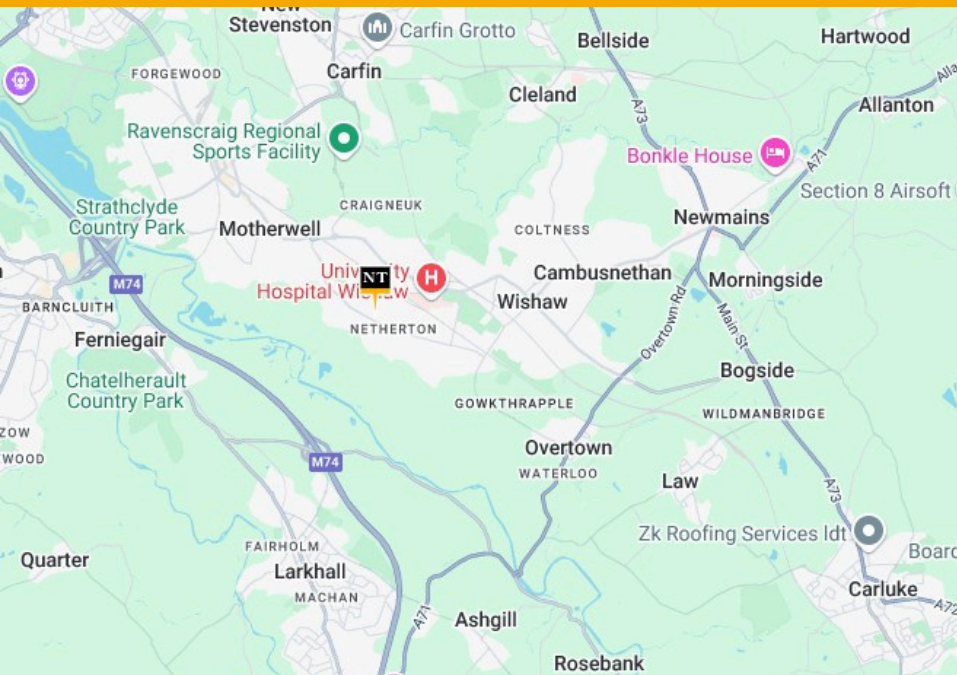 New
Stevenston
Carfin Grotto
Bellside
Hartwood
FORGEWOOD
Carfin
Cleland
A73
Allanton
Ravenscraig Regional
Sports Facility
Bonkle House
A71
Section 8 Airsoft
Strathclyde
Country Park
CRAIGNEUK
Newmains
Motherwell
COLTNESS
University
Hospital Wishaw
NT
H
Cambusnethan
Morningside
M74
BARNCLUITH
Wishaw
NETHERTON
Ferniegair
Overtown Rd
Main St
Chatelherault
Country Park
Bogside
GOWKTHRAPPLE
WILDMANBRIDGE
WOOD
Overtown
M74
WATERLOO
Law
A73
Zk Roofing Services ldt
Quarter
FAIRHOLM
Larkhall
MACHAN
Carluke
A71
Ashgill
A72
Rosebank